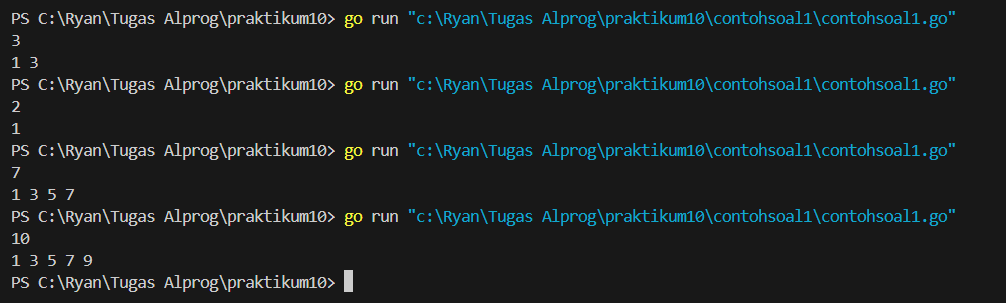 PS C:\Ryan\Tugas Alprog\praktikum10> go run "c:\Ryan\Tugas Alprog\praktikum10\contohsoal1\contohsoal1.go"
3
1 3
PS C:\Ryan\Tugas Alprog\praktikum10> go run "c:\Ryan\Tugas Alprog\praktikum10\contohsoal1\contohsoal1.go"
2
1
PS C:\Ryan\Tugas Alprog\praktikum10> go run "c:\Ryan\Tugas Alprog\praktikum10\contohsoal1\contohsoal1.go"
7
1 3 5 7
PS C:\Ryan\Tugas Alprog\praktikum10> go run "c:\Ryan\Tugas Alprog\praktikum10\contohsoal1\contohsoal1.go"
10
1 3 5 7 9
PS C:\Ryan\Tugas Alprog\praktikum10>